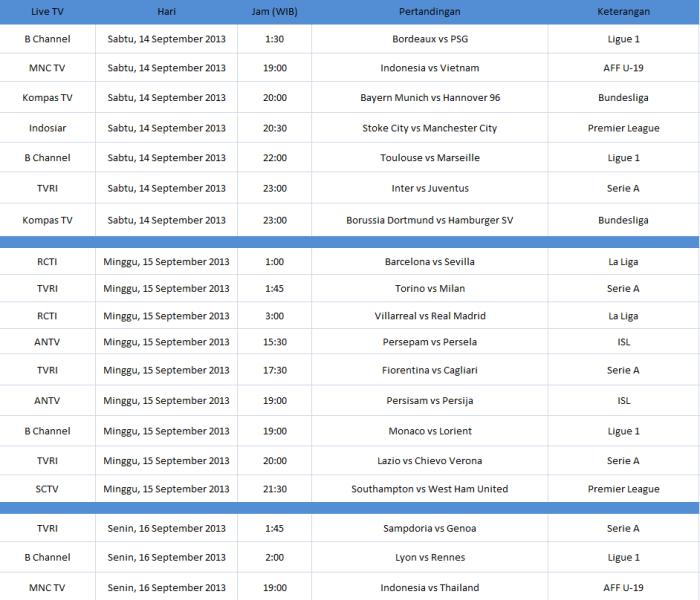 Live TV Hari Jam (WIB) Pertandingan Keterangan
B Channel Sabtu, 14 September 2013 1:30 Bordeaux vs PSG Ligue 1
MNC TV Sabtu, 14 September 2013 19:00 Indonesia vs Vietnam AFF U-19
Kompas TV Sabtu, 14 September 2013 20:00 Bayern Munich vs Hannover 96 Bundesliga
Indosiar Sabtu, 14 September 2013 20:30 Stoke City vs Manchester City Premier League
B Channel Sabtu, 14 September 2013 22:00 Toulouse vs Marseille Ligue 1
TVRI Sabtu, 14 September 2013 23:00 Inter vs Juventus Serie A
Kompas TV Sabtu, 14 September 2013 23:00 Borussia Dortmund vs Hamburger SV Bundesliga
RCTI Minggu, 15 September 2013 1:00 Barcelona vs Sevilla La Liga
TVRI Minggu, 15 September 2013 1:45 Torino vs Milan Serie A
RCTI Minggu, 15 September 2013 3:00 Villarreal vs Real Madrid La Liga
ANTV Minggu, 15 September 2013 15:30 Persepam vs Persela ISL
TVRI Minggu, 15 September 2013 17:30 Fiorentina vs Cagliari Serie A
ANTV Minggu, 15 September 2013 19:00 Persisam vs Persija ISL
B Channel Minggu, 15 September 2013 19:00 Monaco vs Lorient Ligue 1
TVRI Minggu, 15 September 2013 20:00 Lazio vs Chievo Verona Serie A
SCTV Minggu, 15 September 2013 21:30 Southampton vs West Ham United Premier League
TVRI Senin, 16 September 2013 1:45 Sampdoria vs Genoa Serie A
B Channel Senin, 16 September 2013 2:00 Lyon vs Rennes Ligue 1
MNC TV Senin, 16 September 2013 19:00 Indonesia vs Thailand AFF U-19